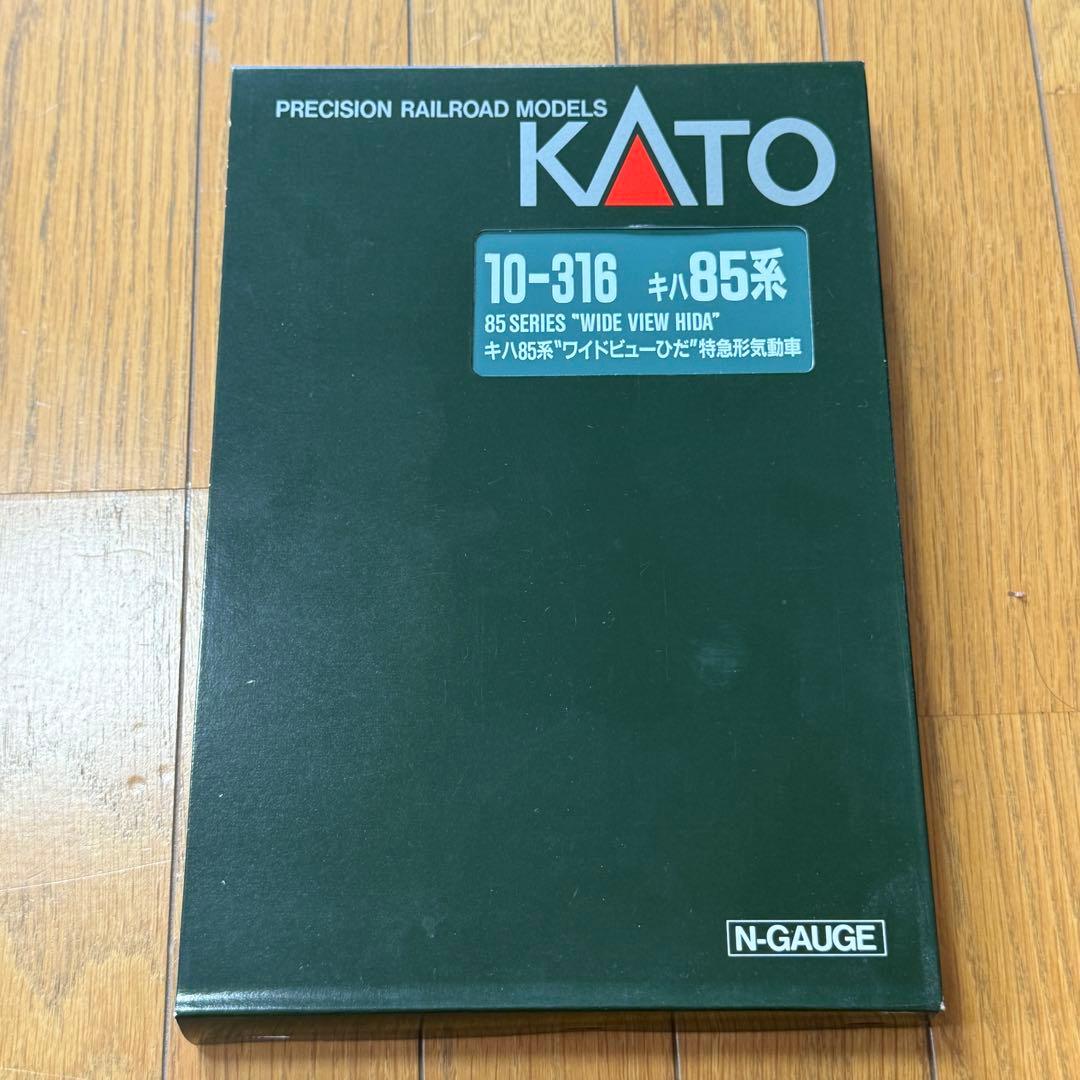 PRECISION RAILROAD MODELS
KATO
10-316 キハ85系
85 SERIES "WIDE VIEW HIDA"
キハ85系"ワイドビューひだ"特急形気動車
N-GAUGE